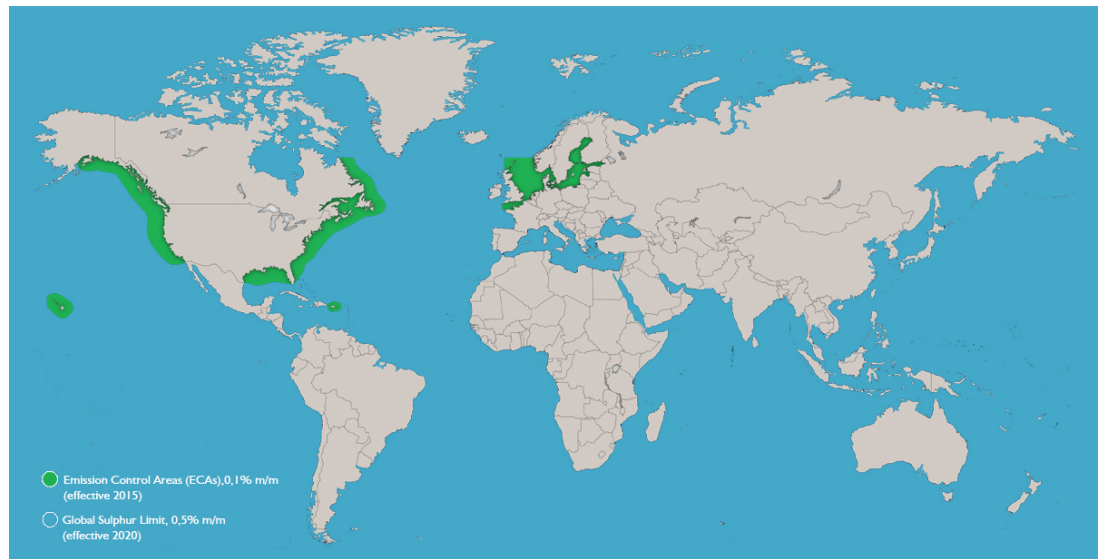 Emission Control Areas (ECAs),0,1% m/m
(effective 2015)
Global Sulphur Limit, 0,5% m/m
(effective 2020)